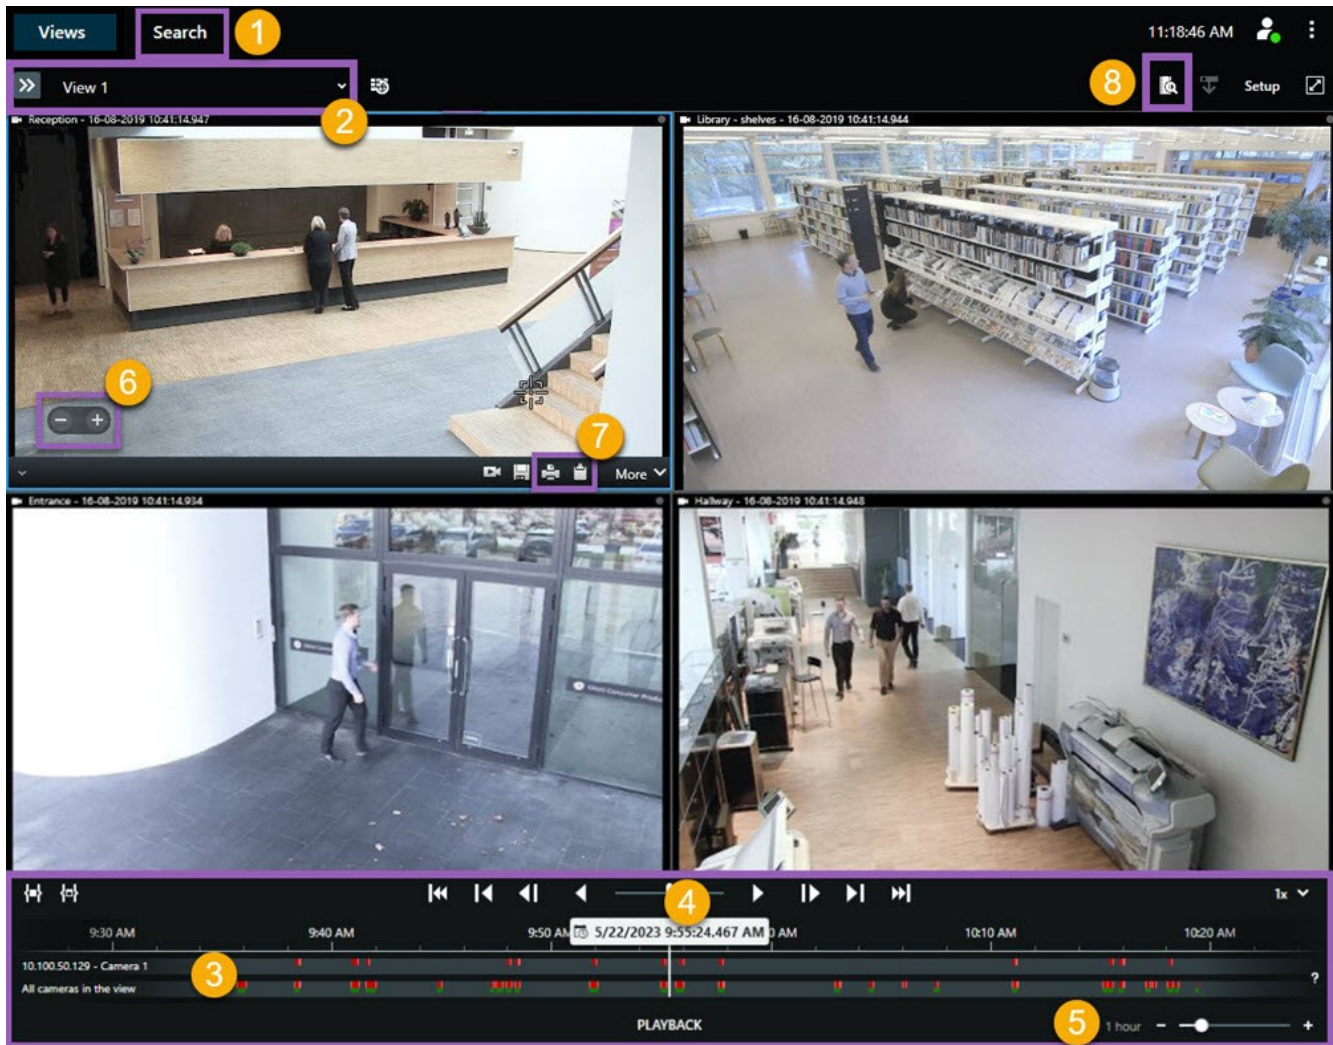 Views Search 1 11:18:46 AM
View 1 2 8 Setup
Reception - 16-08-2019 10:41:14.947 Library - shelves - 16-08-2019 10:41:14.944
6
7
More
Entrance - 16-08-2019 10:41:14.934 Hallway - 16-08-2019 10:41:14.948
4 1x
9:30 AM 9:40 AM 9:50 AM 5/22/2023 9:55:24.467 AM 0 AM 10:10 AM 10:20 AM
10.100.50.129 - Camera 1 3
All cameras in the view ?
PLAYBACK 5 1 hour - +